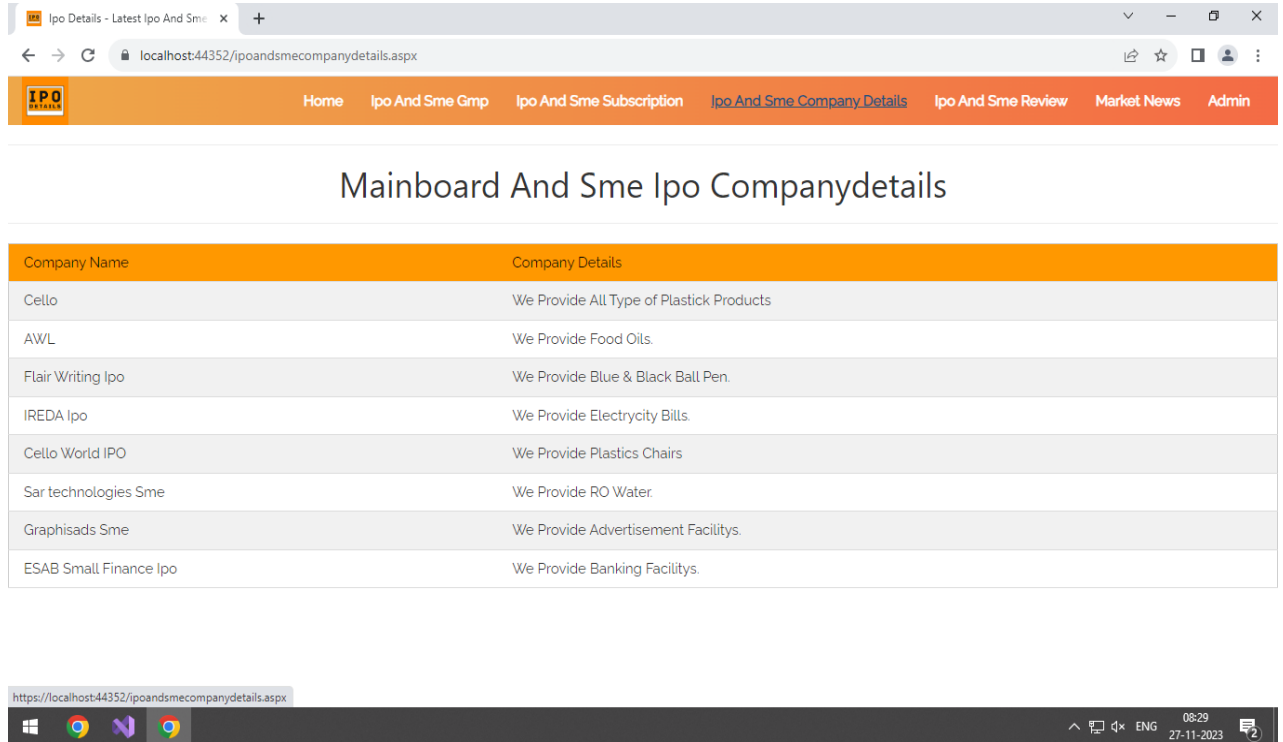 Ipo Details - Latest Ipo And Sme
localhost:44352/ipoandsmecompanydetails.aspx
IPO DETAILS Home Ipo And Sme Gmp Ipo And Sme Subscription Ipo And Sme Company Details Ipo And Sme Review Market News Admin
Mainboard And Sme Ipo Companydetails
Company Name Company Details
Cello We Provide All Type of Plastick Products
AWL We Provide Food Oils.
Flair Writing Ipo We Provide Blue & Black Ball Pen.
IREDA Ipo We Provide Electrycity Bills.
Cello World IPO We Provide Plastics Chairs
Sar technologies Sme We Provide RO Water.
Graphisads Sme We Provide Advertisement Facilitys.
ESAB Small Finance Ipo We Provide Banking Facilitys.
https://localhost:44352/ipoandsmecompanydetails.aspx
ENG 08:29
27-11-2023 2